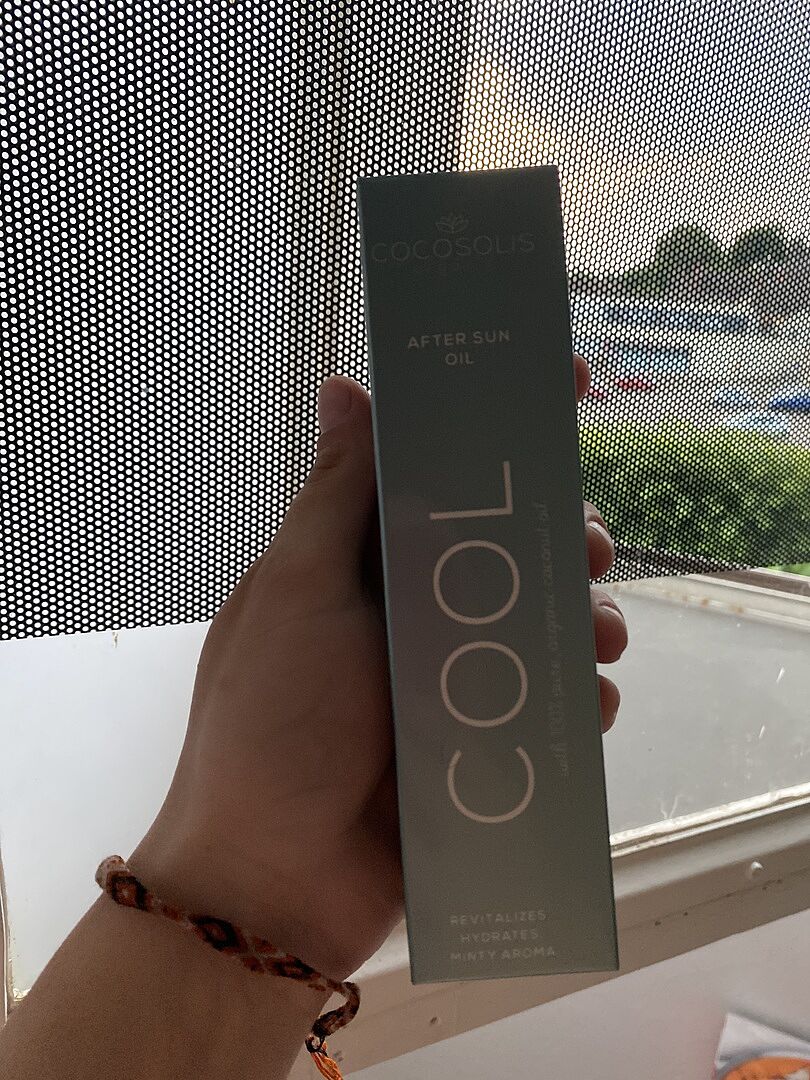 COCOSOLIS
AFTER SUN
OIL
COOL
with 100% pure organic coconut oil
REVITALIZES
HYDRATES
MINTY AROMA